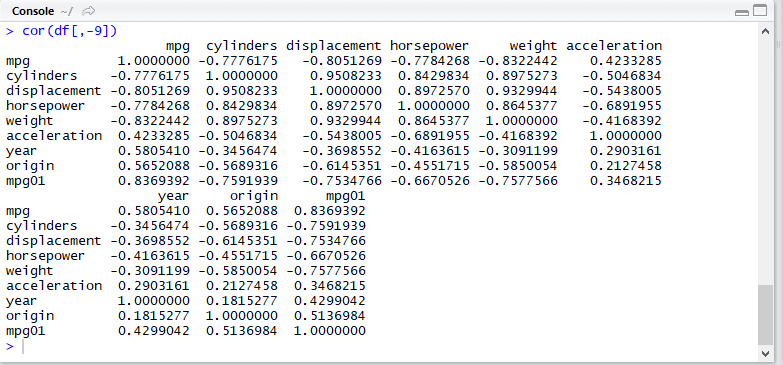 Console ~/
> cor(df[,-9])
mpg cylinders displacement horsepower weight acceleration
mpg 1.0000000 -0.7776175 -0.8051269 -0.7784268 -0.8322442 0.4233285
cylinders -0.7776175 1.0000000 0.9508233 0.8429834 0.8975273 -0.5046834
displacement -0.8051269 0.9508233 1.0000000 0.8972570 0.9329944 -0.5438005
horsepower -0.7784268 0.8429834 0.8972570 1.0000000 0.8645377 -0.6891955
weight -0.8322442 0.8975273 0.9329944 0.8645377 1.0000000 -0.4168392
acceleration 0.4233285 -0.5046834 -0.5438005 -0.6891955 -0.4168392 1.0000000
year 0.5805410 -0.3456474 -0.3698552 -0.4163615 -0.3091199 0.2903161
origin 0.5652088 -0.5689316 -0.6145351 -0.4551715 -0.5850054 0.2127458
mpg01 0.8369392 -0.7591939 -0.7534766 -0.6670526 -0.7577566 0.3468215
year origin mpg01
mpg 0.5805410 0.5652088 0.8369392
cylinders -0.3456474 -0.5689316 -0.7591939
displacement -0.3698552 -0.6145351 -0.7534766
horsepower -0.4163615 -0.4551715 -0.6670526
weight -0.3091199 -0.5850054 -0.7577566
acceleration 0.2903161 0.2127458 0.3468215
year 1.0000000 0.1815277 0.4299042
origin 0.1815277 1.0000000 0.5136984
mpg01 0.4299042 0.5136984 1.0000000
>